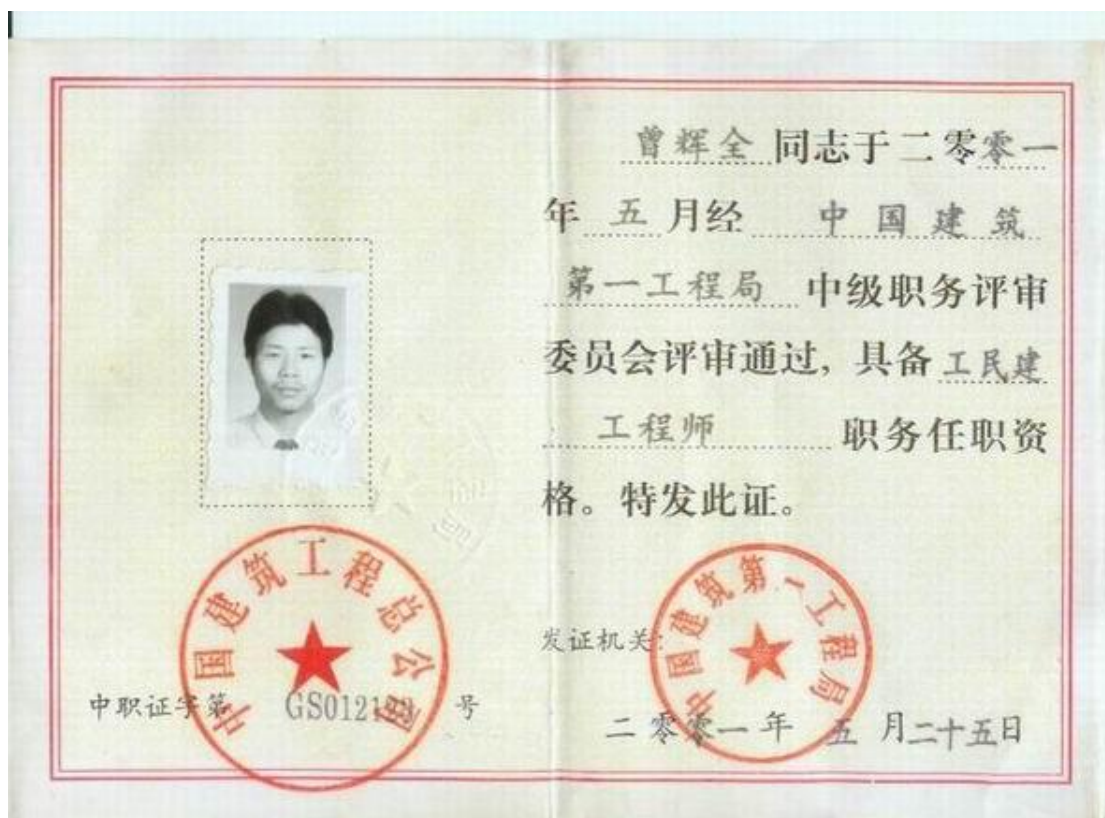 曾辉全同志于二零零一
年五月经 中国建筑
第一工程局 中级职务评审
委员会评审通过，具备工民建
工程师 职务任职资
格。特发此证。
中国建筑工程总公司
中职证字第 号
发证机关：
中国建筑第一工程局
二零零一年 五月二十五日